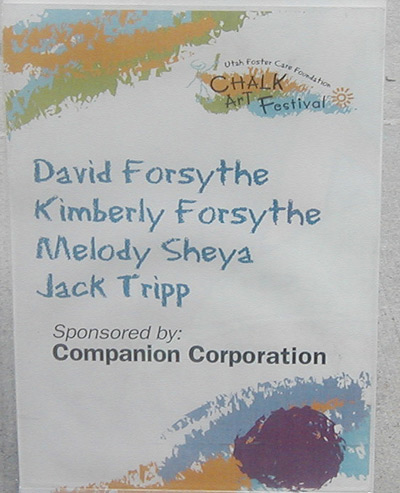 Utah Foster Care Foundation
CHALK
ArT Festival
David Forsythe
Kimberly Forsythe
Melody Sheya
Jack Tripp
Sponsored by:
Companion Corporation